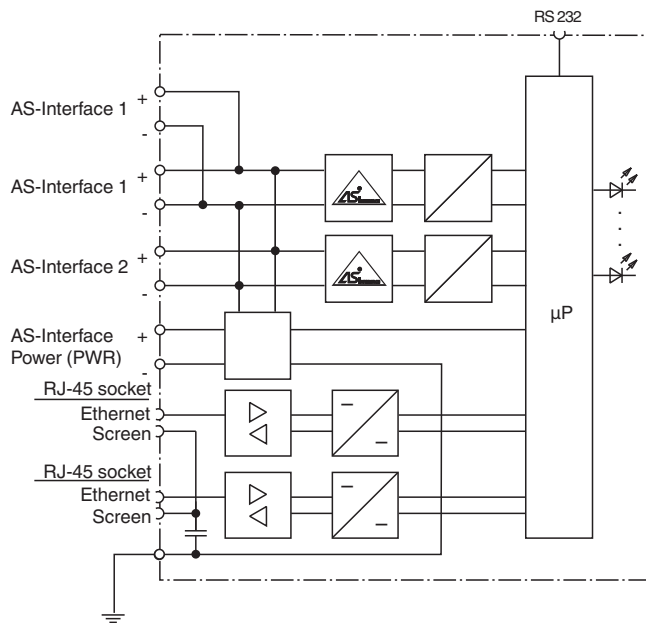 RS 232
AS-Interface 1
+
-
AS-Interface 1
+
-
AS-Interface 2
+
-
AS-Interface
Power (PWR)
+
-
RJ-45 socket
Ethernet
Screen
RJ-45 socket
Ethernet
Screen
µP